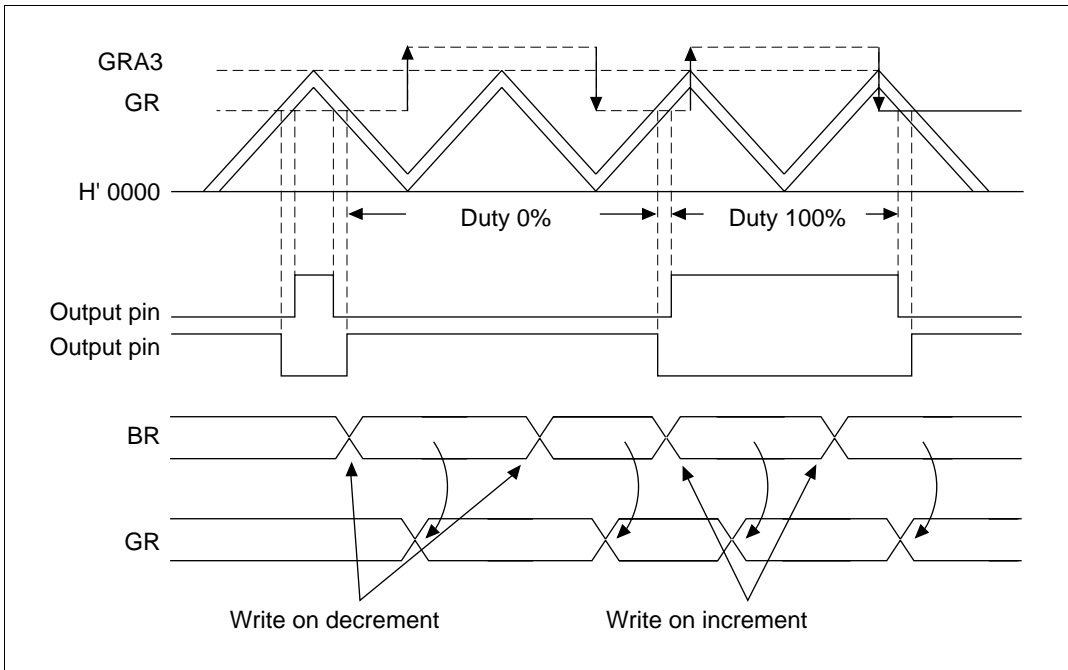 GRA3
GR
H' 0000
Duty 0%
Duty 100%
Output pin
Output pin
BR
GR
Write on decrement
Write on increment